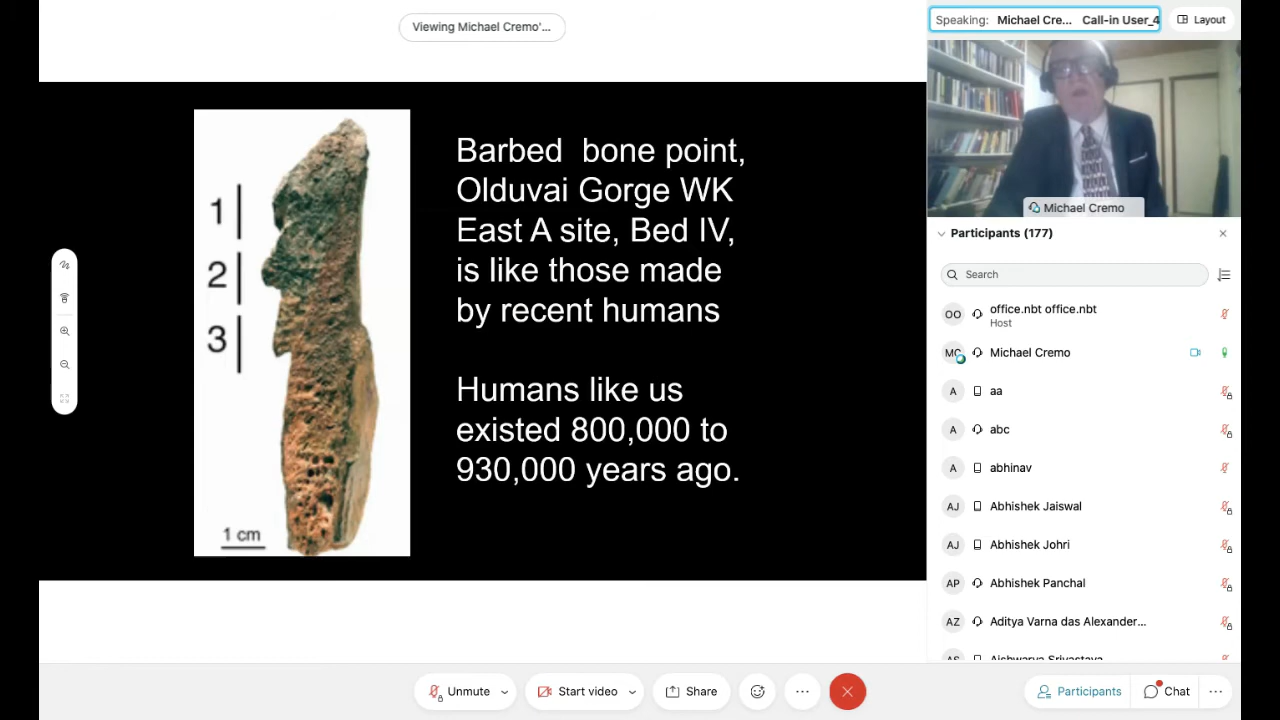 Viewing Michael Cremo'...
Speaking: Michael Cre... Call-in User_4
Layout
1
2
3
1 cm
Barbed bone point,
Olduvai Gorge WK
East A site, Bed IV,
is like those made
by recent humans
Humans like us
existed 800,000 to
930,000 years ago.
Michael Cremo
Participants (177)
Search
OO office.nbt office.nbt
Host
MC Michael Cremo
A aa
A abc
A abhinav
AJ Abhishek Jaiswal
AJ Abhishek Johri
AP Abhishek Panchal
AZ Aditya Varna das Alexander...
AS Aishwarya Srivastava
Unmute
Start video
Share
Participants
Chat